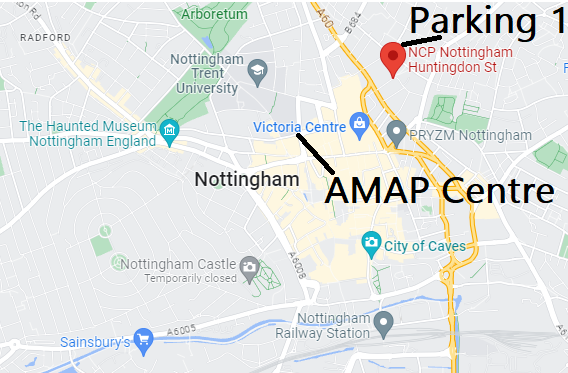 Parking 1
Arboretum
A60
B684
RADFORD
NCP Nottingham
Huntingdon St
Nottingham
Trent
University
The Haunted Museum
Nottingham England
Victoria Centre
PRYZM Nottingham
Nottingham
AMAP Centre
City of Caves
A6008
Nottingham Castle
Temporarily closed
Nottingham
Railway Station
A6005
Sainsbury's